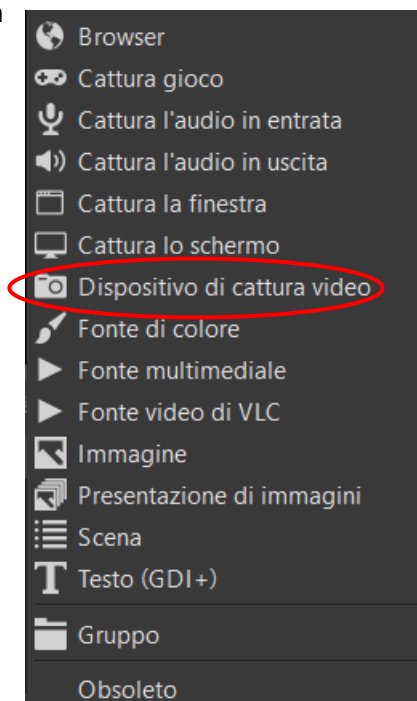 Browser
Cattura gioco
Cattura l'audio in entrata
Cattura l'audio in uscita
Cattura la finestra
Cattura lo schermo
Dispositivo di cattura video
Fonte di colore
Fonte multimediale
Fonte video di VLC
Immagine
Presentazione di immagini
Scena
Testo (GDI+)
Gruppo
Obsoleto